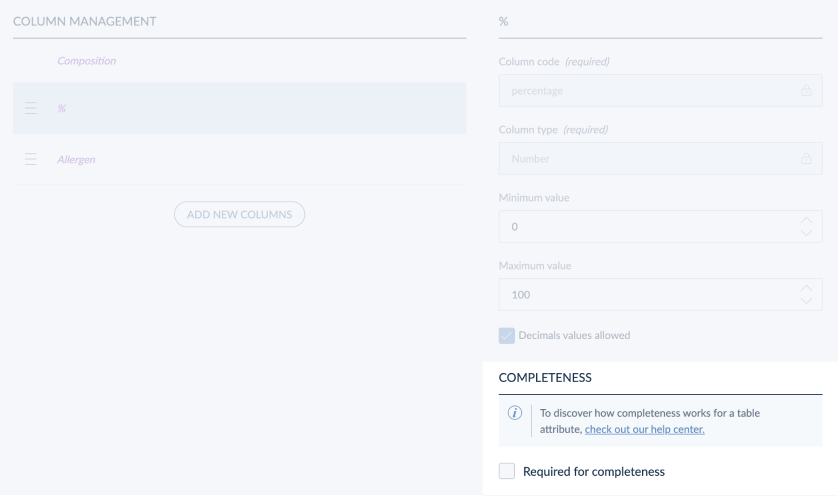 COLUMN MANAGEMENT
Composition
%
Allergen
ADD NEW COLUMNS
%
Column code (required)
percentage
Column type (required)
Number
Minimum value
0
Maximum value
100
Decimals values allowed
COMPLETENESS
To discover how completeness works for a table
attribute, check out our help center.
Required for completeness